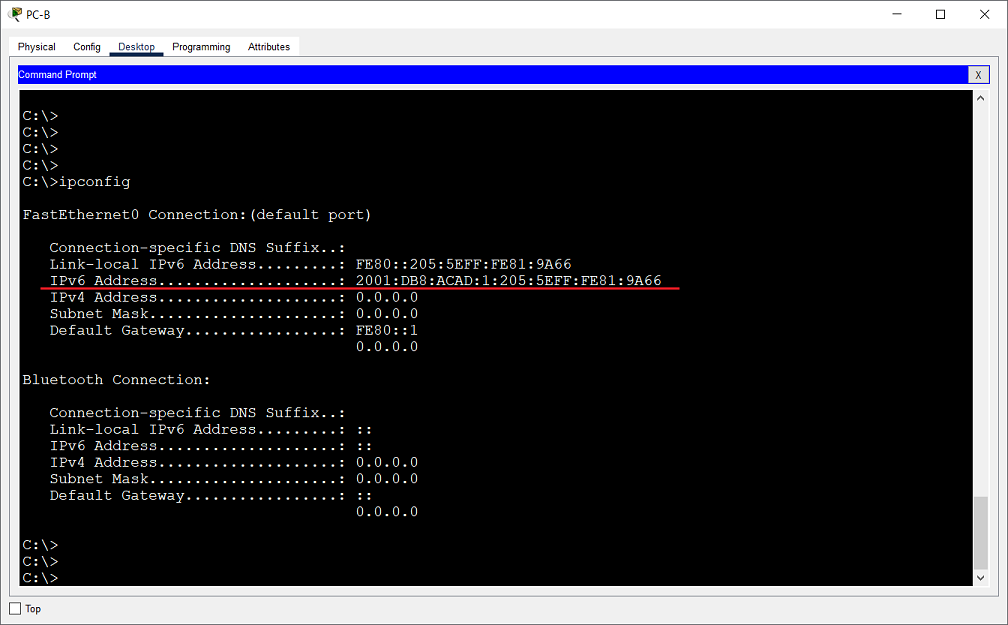 PC-B
Physical Config Desktop Programming Attributes
Command Prompt X
C:\>
C:\>
C:\>
C:\>
C:\>ipconfig
FastEthernet0 Connection:(default port)
Connection-specific DNS Suffix..:
Link-local IPv6 Address.........: FE80::205:5EFF:FE81:9A66
IPv6 Address....................: 2001:DB8:ACAD:1:205:5EFF:FE81:9A66
IPv4 Address....................: 0.0.0.0
Subnet Mask.....................: 0.0.0.0
Default Gateway.................: FE80::1
0.0.0.0
Bluetooth Connection:
Connection-specific DNS Suffix..:
Link-local IPv6 Address.........: ::
IPv6 Address....................: ::
IPv4 Address....................: 0.0.0.0
Subnet Mask.....................: 0.0.0.0
Default Gateway.................: ::
0.0.0.0
C:\>
C:\>
C:\>
Top